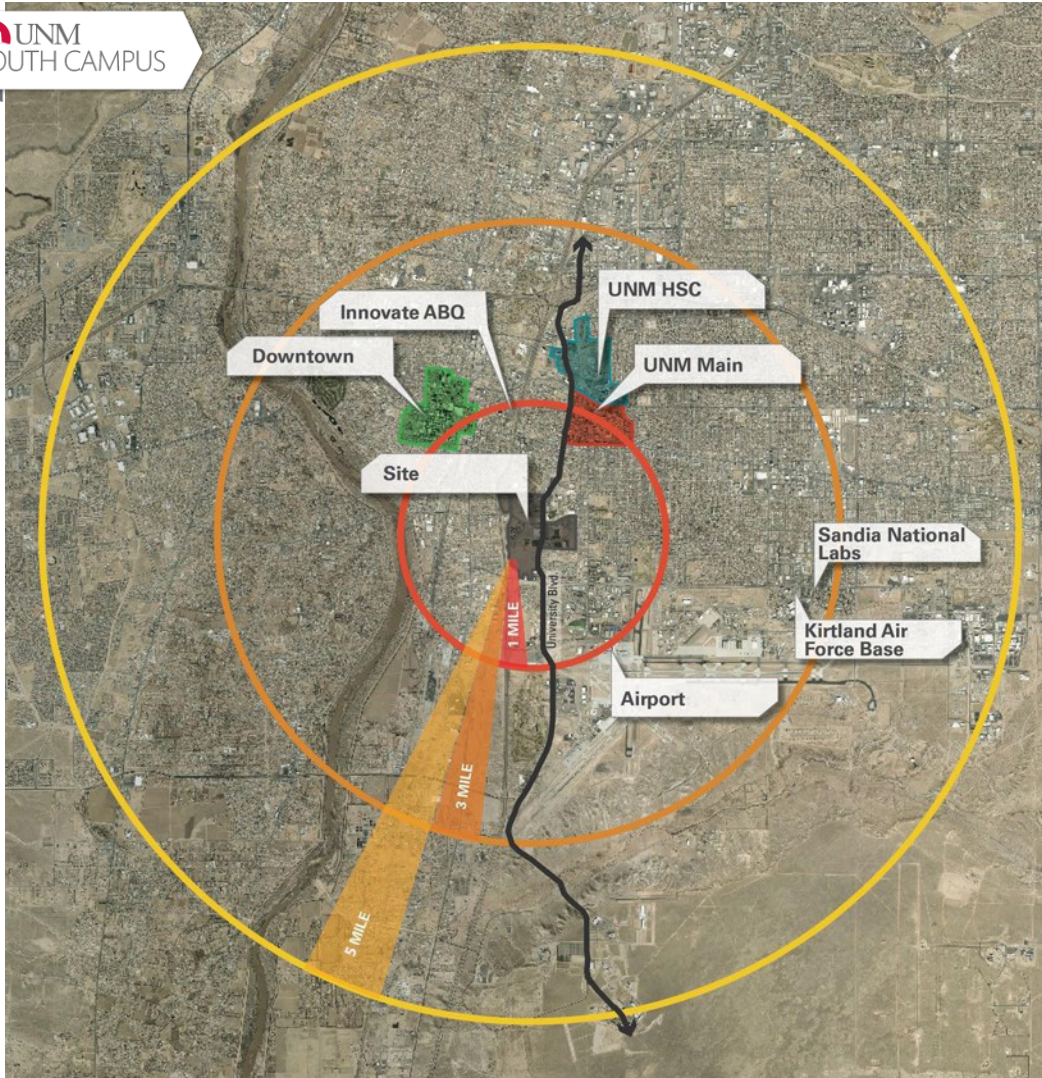 UNM
OUTH CAMPUS
UNM HSC
Innovate ABQ
Downtown
UNM Main
Site
Sandia National
Labs
1 MILE
University Blvd
Kirtland Air
Force Base
Airport
3 MILE
5 MILE